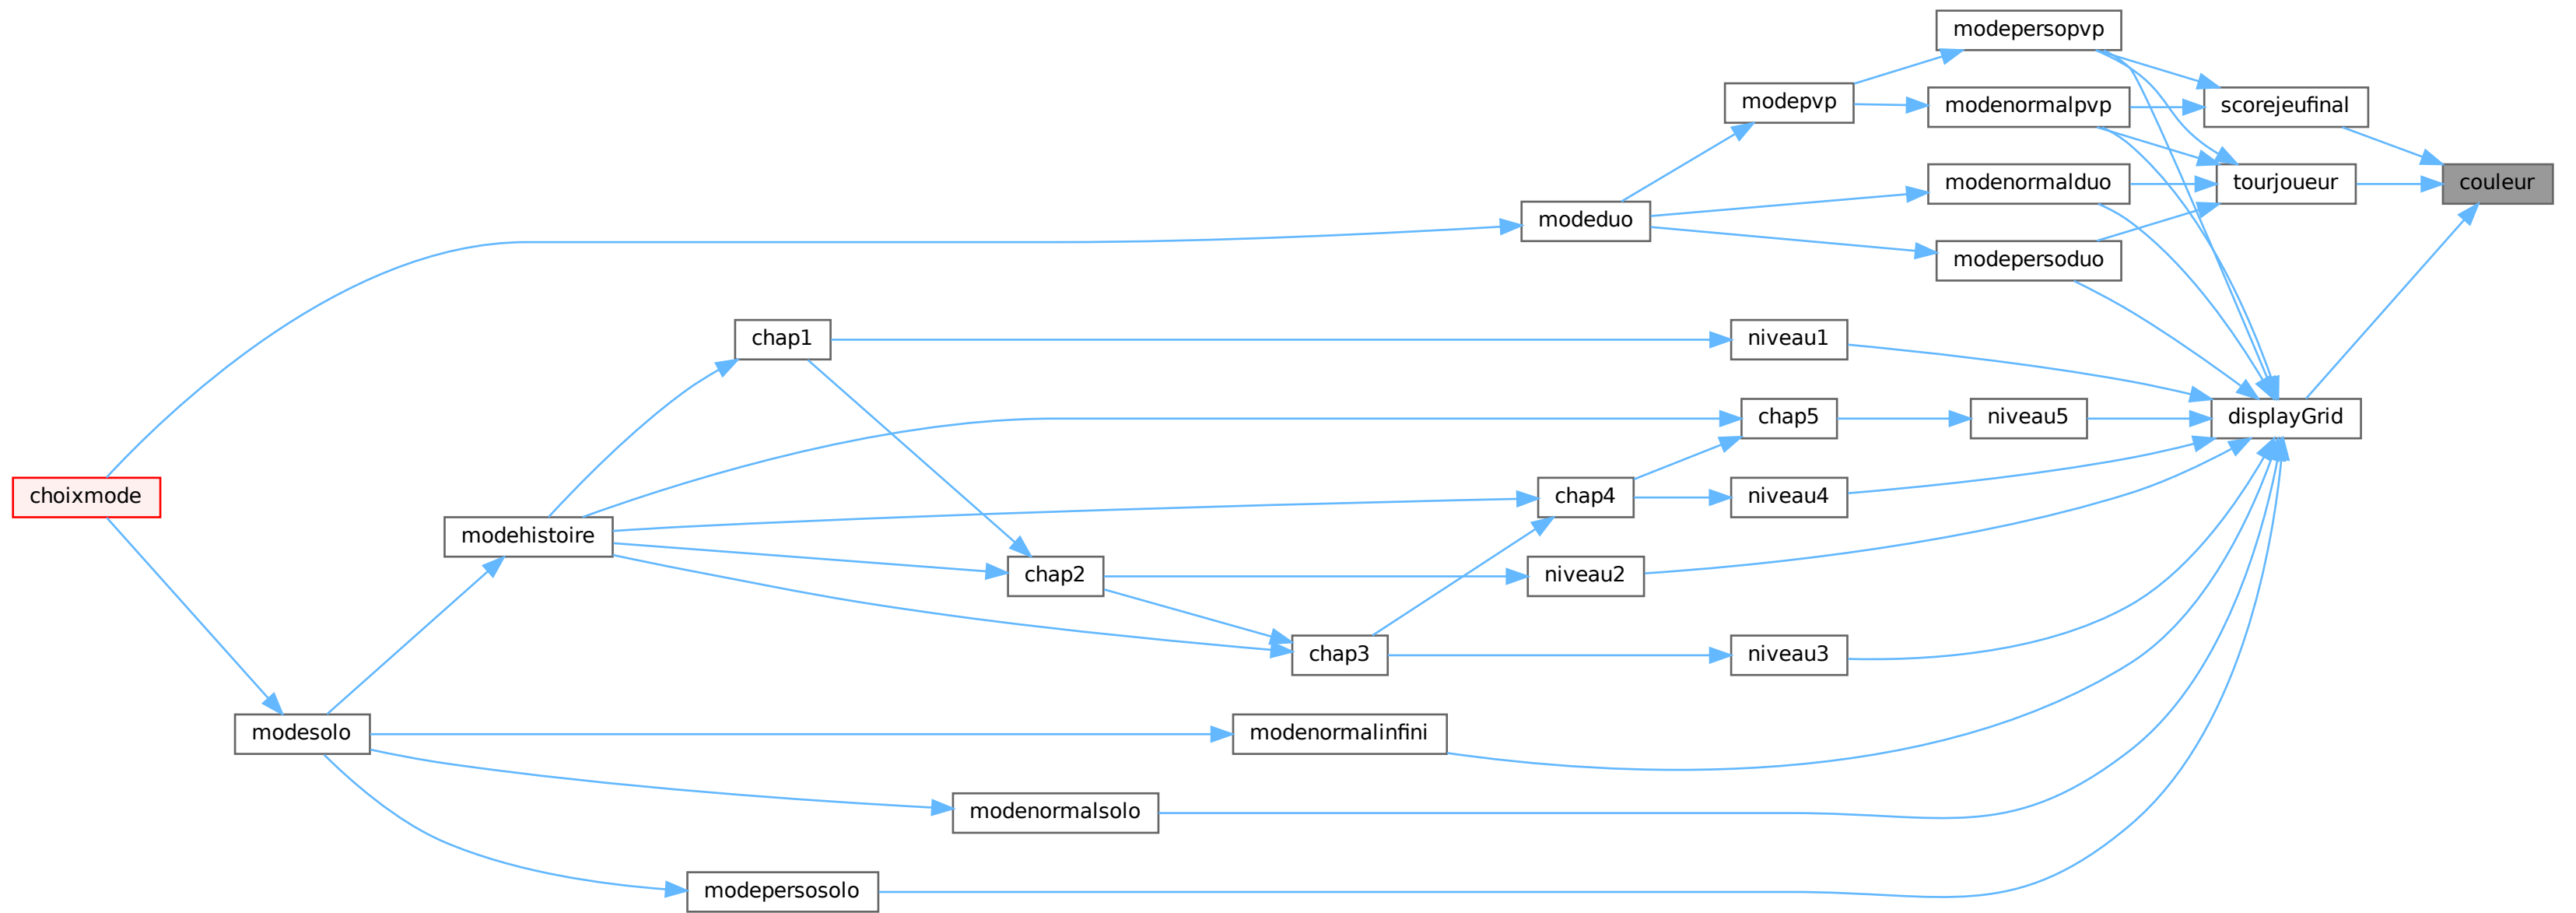 modepersopvp
modepvp
modenormalpvp
scorejeufinal
modenormalduo
tourjoueur
couleur
modeduo
modepersoduo
chap1
niveau1
chap5
niveau5
displayGrid
choixmode
chap4
niveau4
modehistoire
chap2
niveau2
chap3
niveau3
modesolo
modenormalinfini
modenormalsolo
modepersosolo